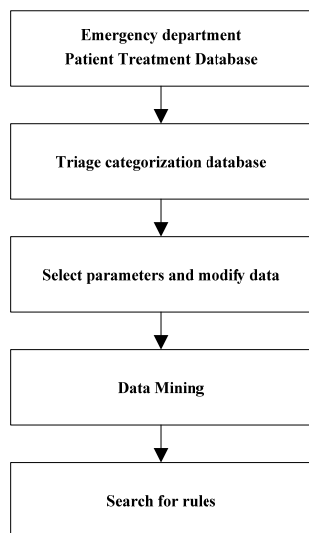 Emergency department
Patient Treatment Database
Triage categorization database
Select parameters and modify data
Data Mining
Search for rules